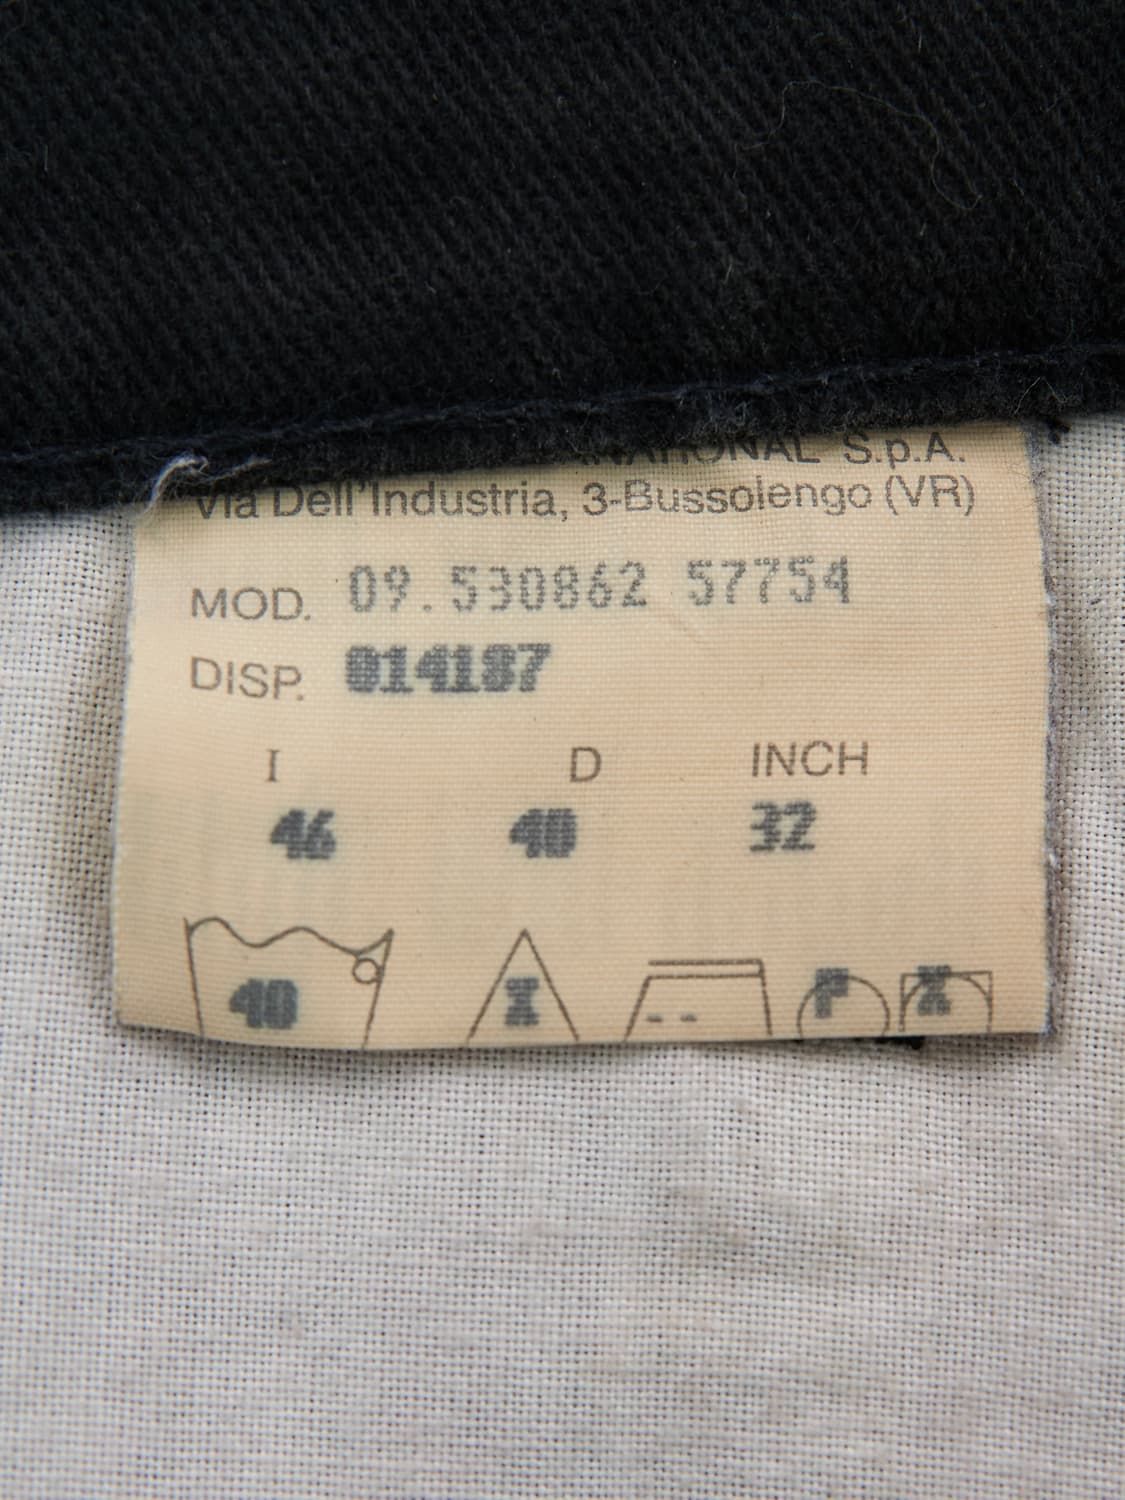 S.p.A.
Via Dell'Industria, 3-Bussolengo (VR)
MOD. 09.530862 57754
DISP. 014187
I D INCH
46 40 32
40 X P X